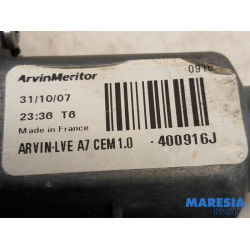 ArvinMeritor
0916
31/10/07
23:36 T6
Made in France
ARVIN-LVE A7 CEM 1.0 - 400916J
MARESIA